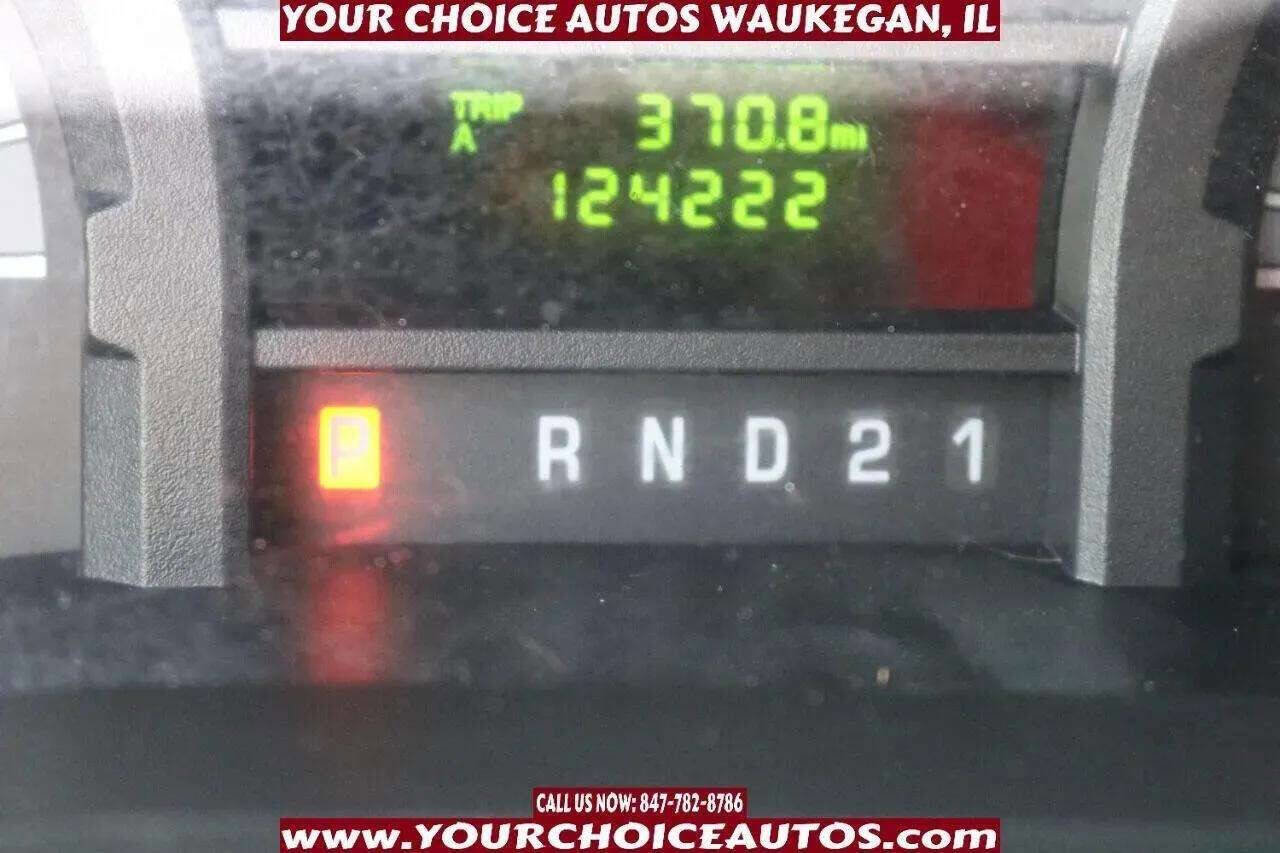 YOUR CHOICE AUTOS WAUKEGAN, IL
TRIP 370.8mi
A
124222
P R N D 2 1
CALL US NOW: 847-782-8786
www.YOURCHOICEAUTOS.com